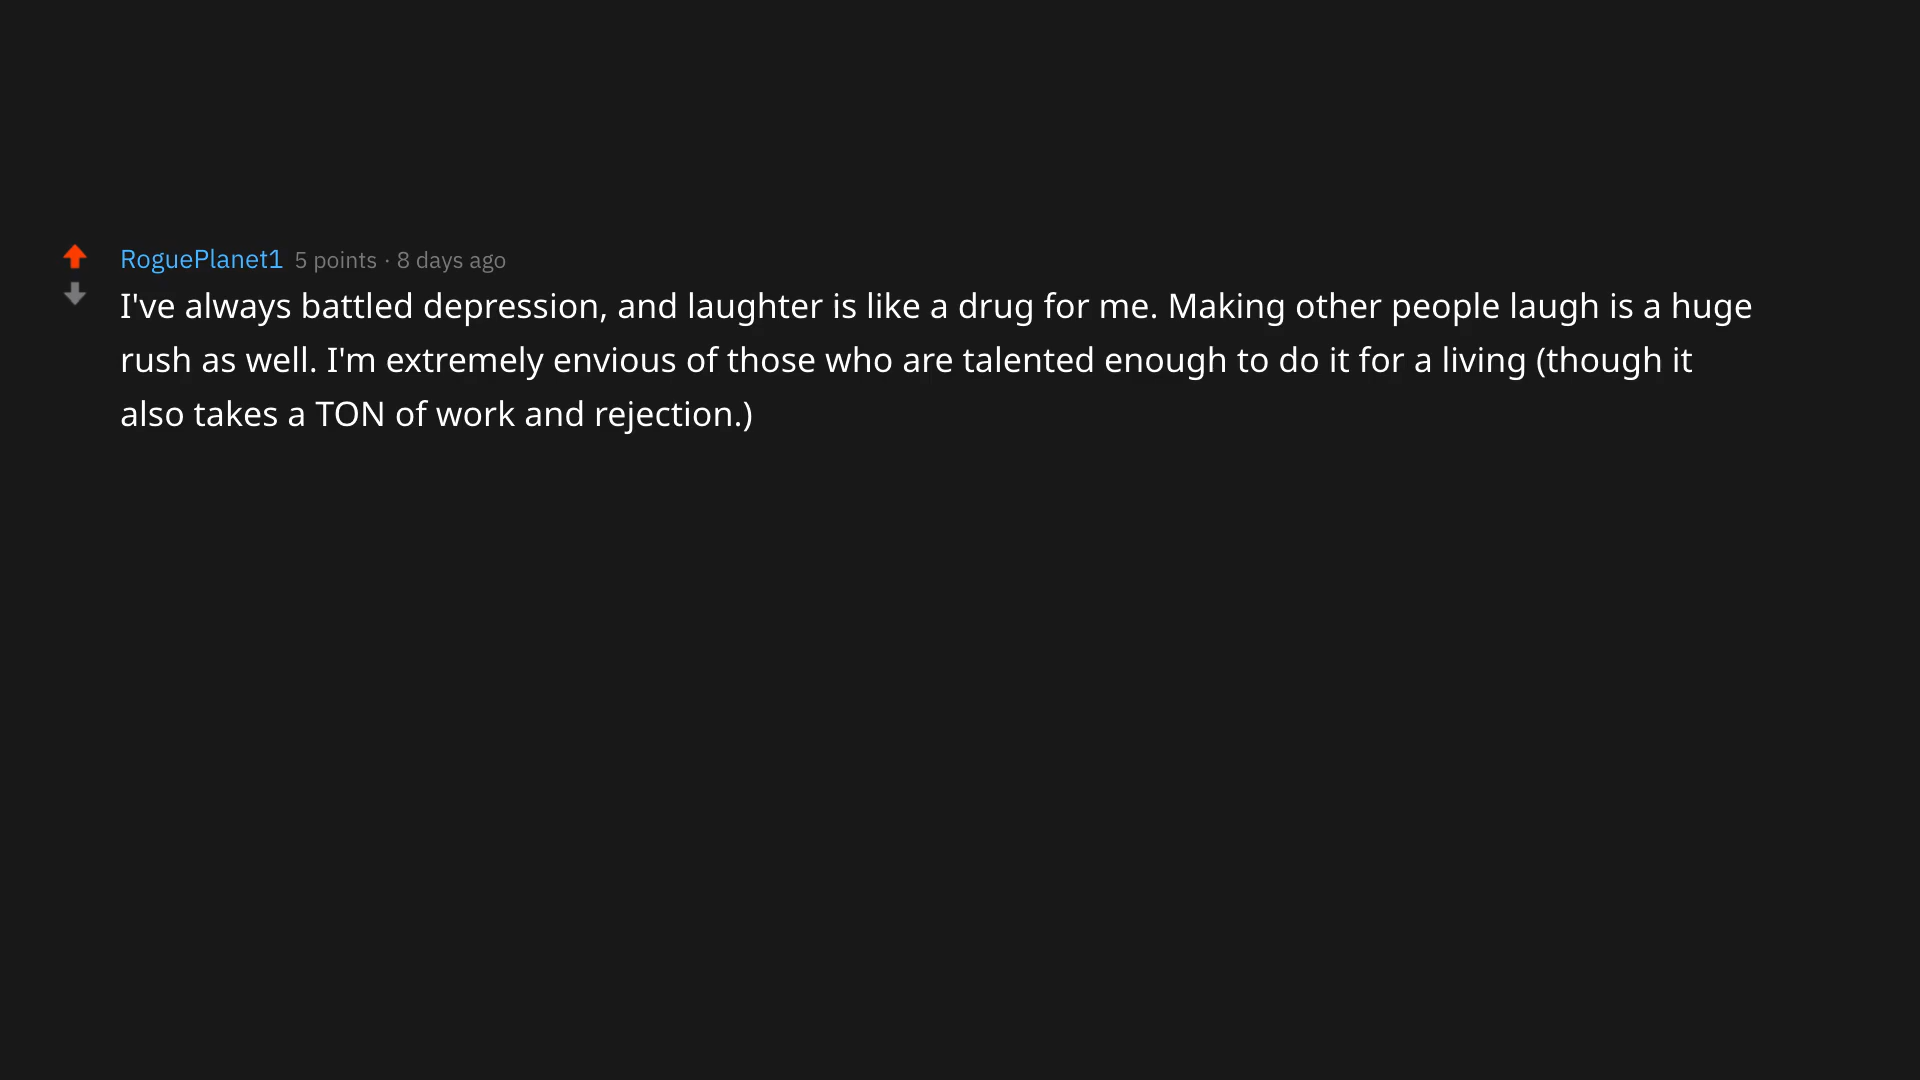 RoguePlanet1 5 points · 8 days ago
I've always battled depression, and laughter is like a drug for me. Making other people laugh is a huge
rush as well. I'm extremely envious of those who are talented enough to do it for a living (though it
also takes a TON of work and rejection.)